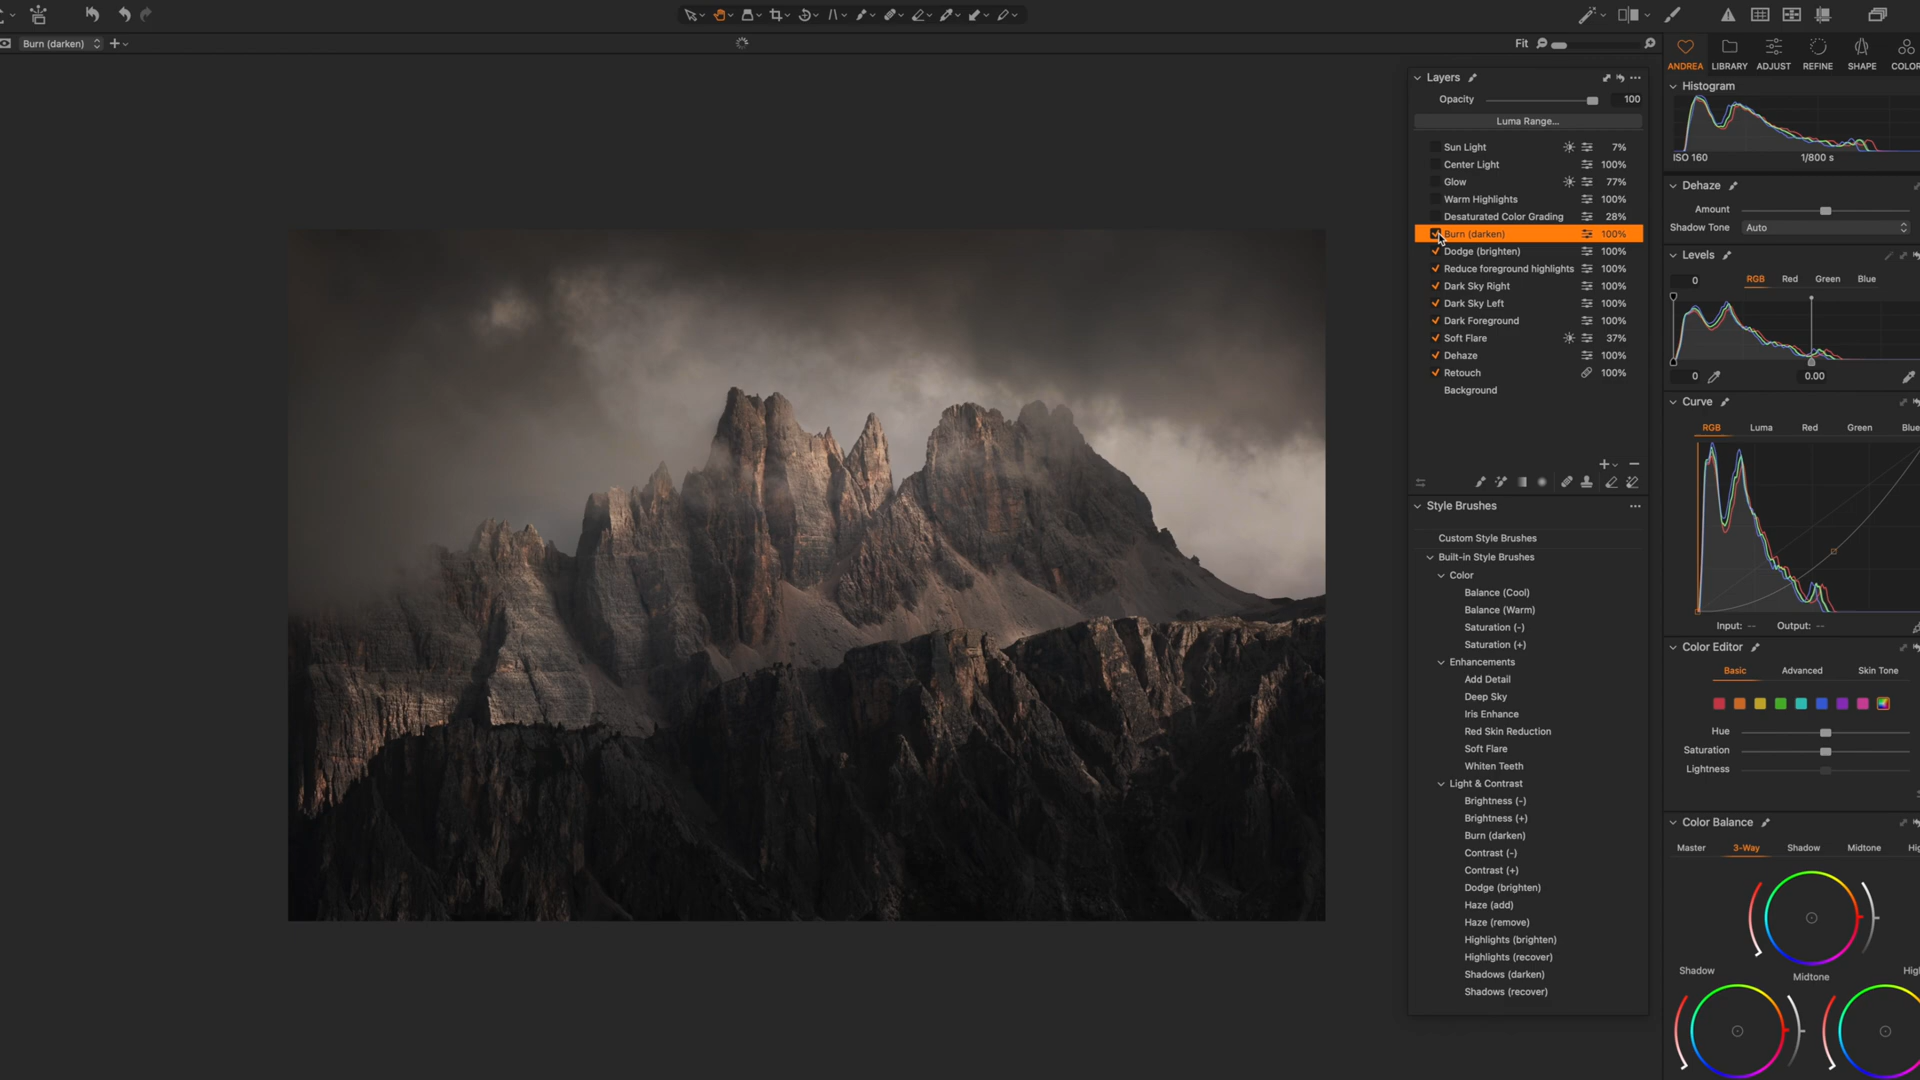 Burn (darken)
Fit
ANDREA LIBRARY ADJUST REFINE SHAPE COLOR
Layers
Opacity 100
Luma Range...
Sun Light 7%
Center Light 100%
Glow 77%
Warm Highlights 100%
Desaturated Color Grading 28%
Burn (darken) 100%
Dodge (brighten) 100%
Reduce foreground highlights 100%
Dark Sky Right 100%
Dark Sky Left 100%
Dark Foreground 100%
Soft Flare 37%
Dehaze 100%
Retouch 100%
Background
Style Brushes
Custom Style Brushes
Built-in Style Brushes
Color
Balance (Cool)
Balance (Warm)
Saturation (-)
Saturation (+)
Enhancements
Add Detail
Deep Sky
Iris Enhance
Red Skin Reduction
Soft Flare
Whiten Teeth
Light & Contrast
Brightness (-)
Brightness (+)
Burn (darken)
Contrast (-)
Contrast (+)
Dodge (brighten)
Haze (add)
Haze (remove)
Highlights (brighten)
Highlights (recover)
Shadows (darken)
Shadows (recover)
Histogram
ISO 160 1/800 s
Dehaze
Amount
Shadow Tone Auto
Levels
0 RGB Red Green Blue
0 0.00
Curve
RGB Luma Red Green Blue
Input: -- Output: --
Color Editor
Basic Advanced Skin Tone
Hue
Saturation
Lightness
Color Balance
Master 3-Way Shadow Midtone Hig
Shadow Midtone Higl